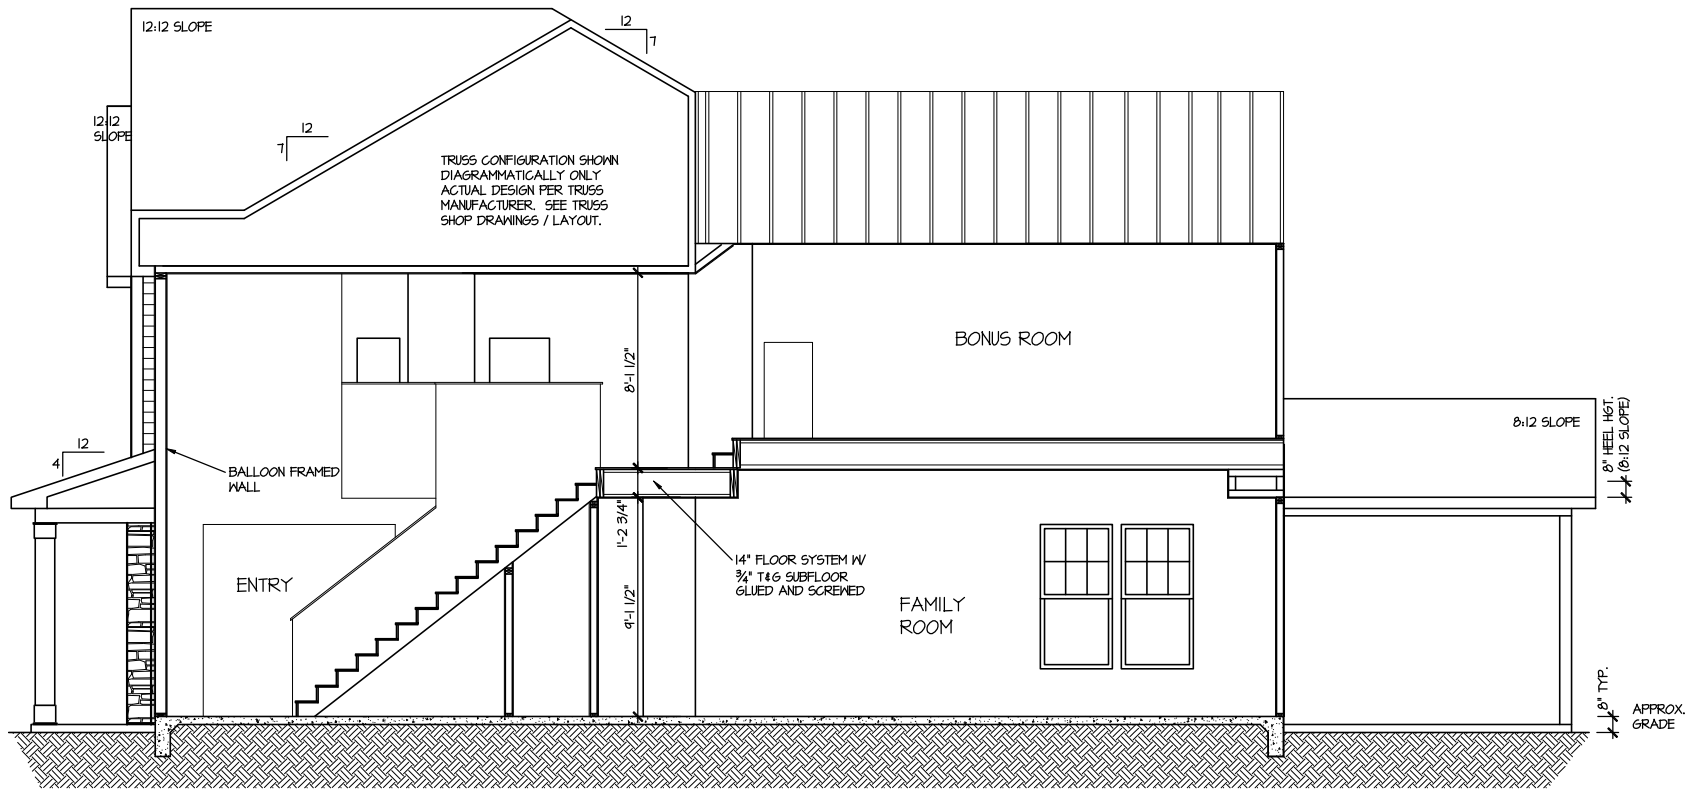 12:12 SLOPE
12
7
12:12
SLOPE
12
7
TRUSS CONFIGURATION SHOWN
DIAGRAMMATICALLY ONLY
ACTUAL DESIGN PER TRUSS
MANUFACTURER. SEE TRUSS
SHOP DRAWINGS / LAYOUT.
BONUS ROOM
8'-1 1/2"
8:12 SLOPE
8" HEEL HGT.
(8:12 SLOPE)
12
4
BALLOON FRAMED
WALL
1'-2 3/4"
14" FLOOR SYSTEM W/
3/4" T&G SUBFLOOR
GLUED AND SCREWED
ENTRY
9'-1 1/2"
FAMILY
ROOM
8" TYP.
APPROX.
GRADE